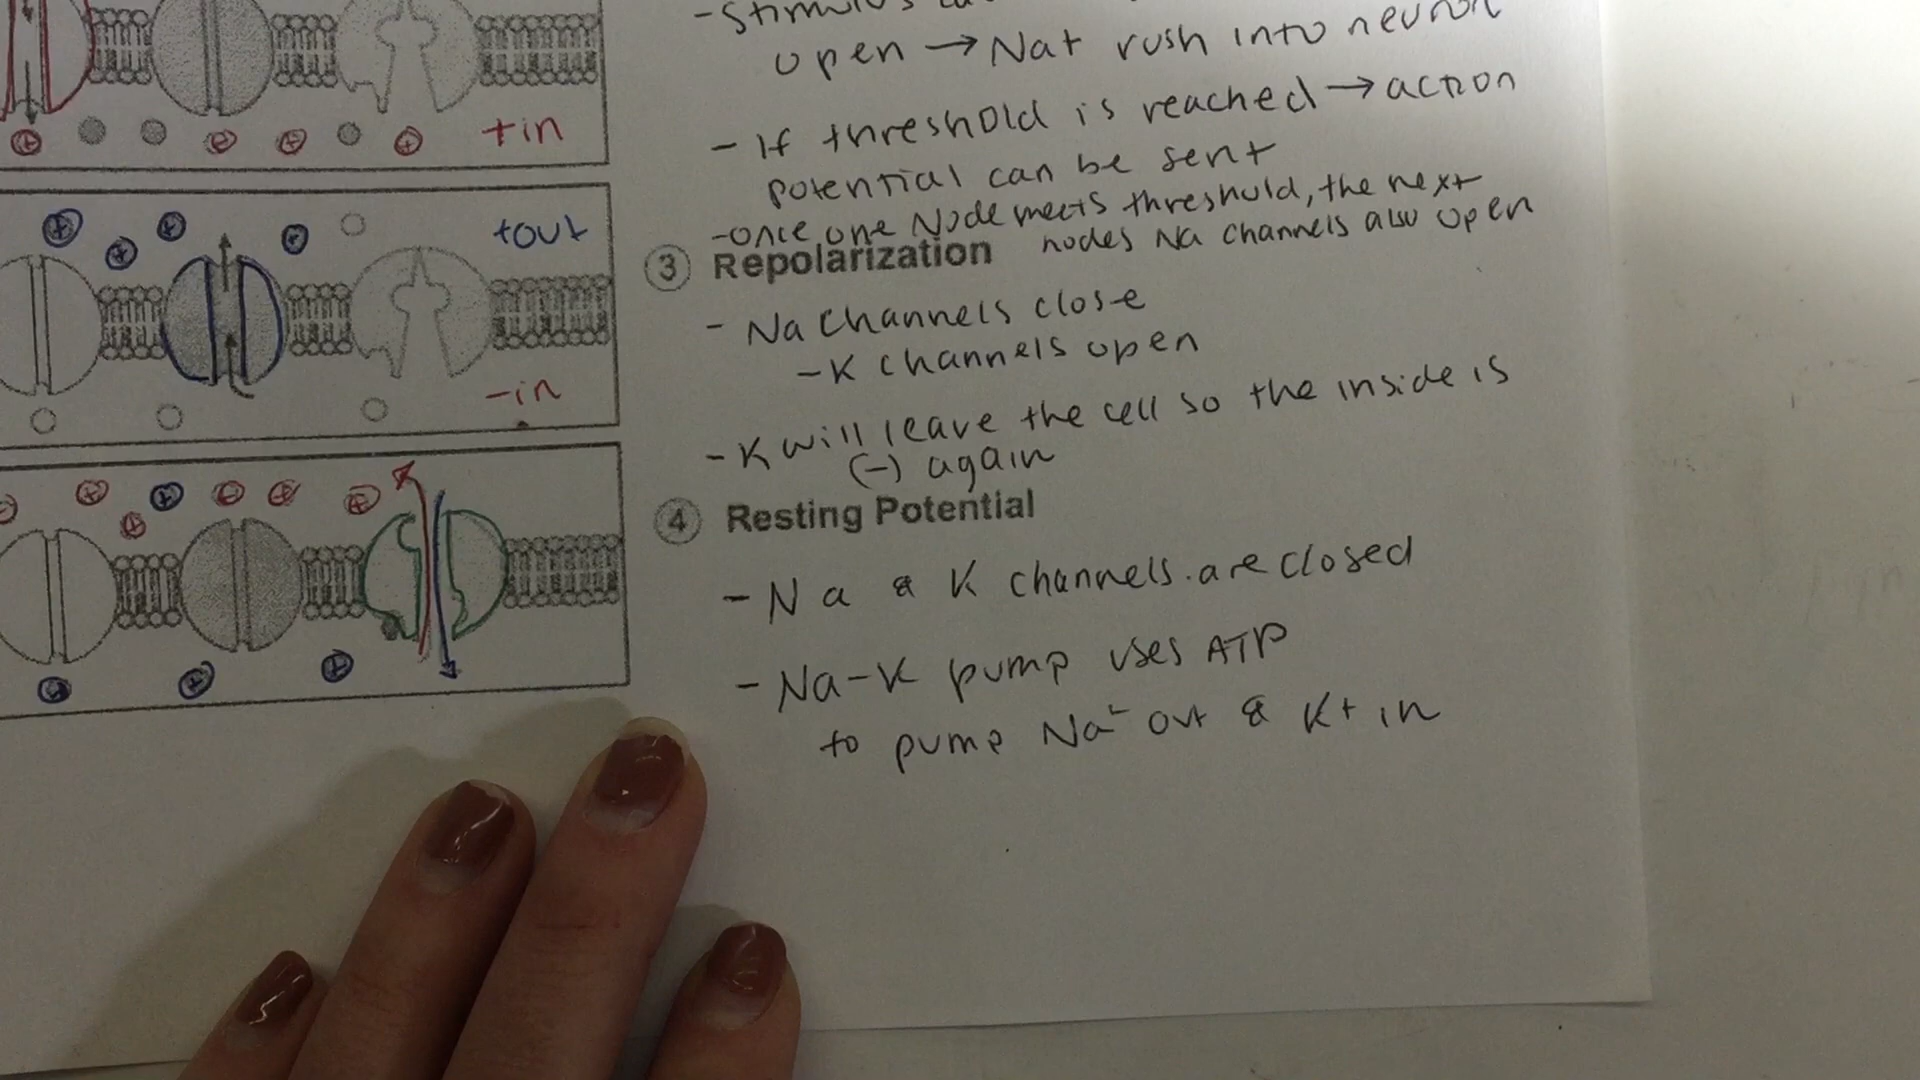 - Stimulus
open → Na+ rush into neuron
+in
- If threshold is reached → action
potential can be sent
- once one Node meets threshold, the next
nodes Na channels also open
+out
-in
③ Repolarization
- Na channels close
- K channels open
- K will leave the cell so the inside is
(-) again
④ Resting Potential
- Na & K channels are closed
- Na-K pump uses ATP
to pump Na+ out & K+ in